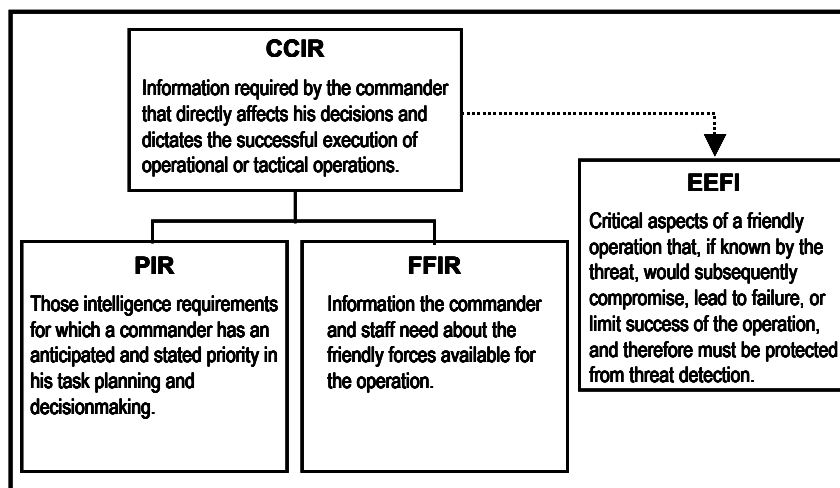 CCIR
Information required by the commander
that directly affects his decisions and
dictates the successful execution of
operational or tactical operations.
EEFI
Critical aspects of a friendly
operation that, if known by the
threat, would subsequently
compromise, lead to failure, or
limit success of the operation,
and therefore must be protected
from threat detection.
PIR
Those intelligence requirements
for which a commander has an
anticipated and stated priority in
his task planning and
decisionmaking.
FFIR
Information the commander
and staff need about the
friendly forces available for
the operation.